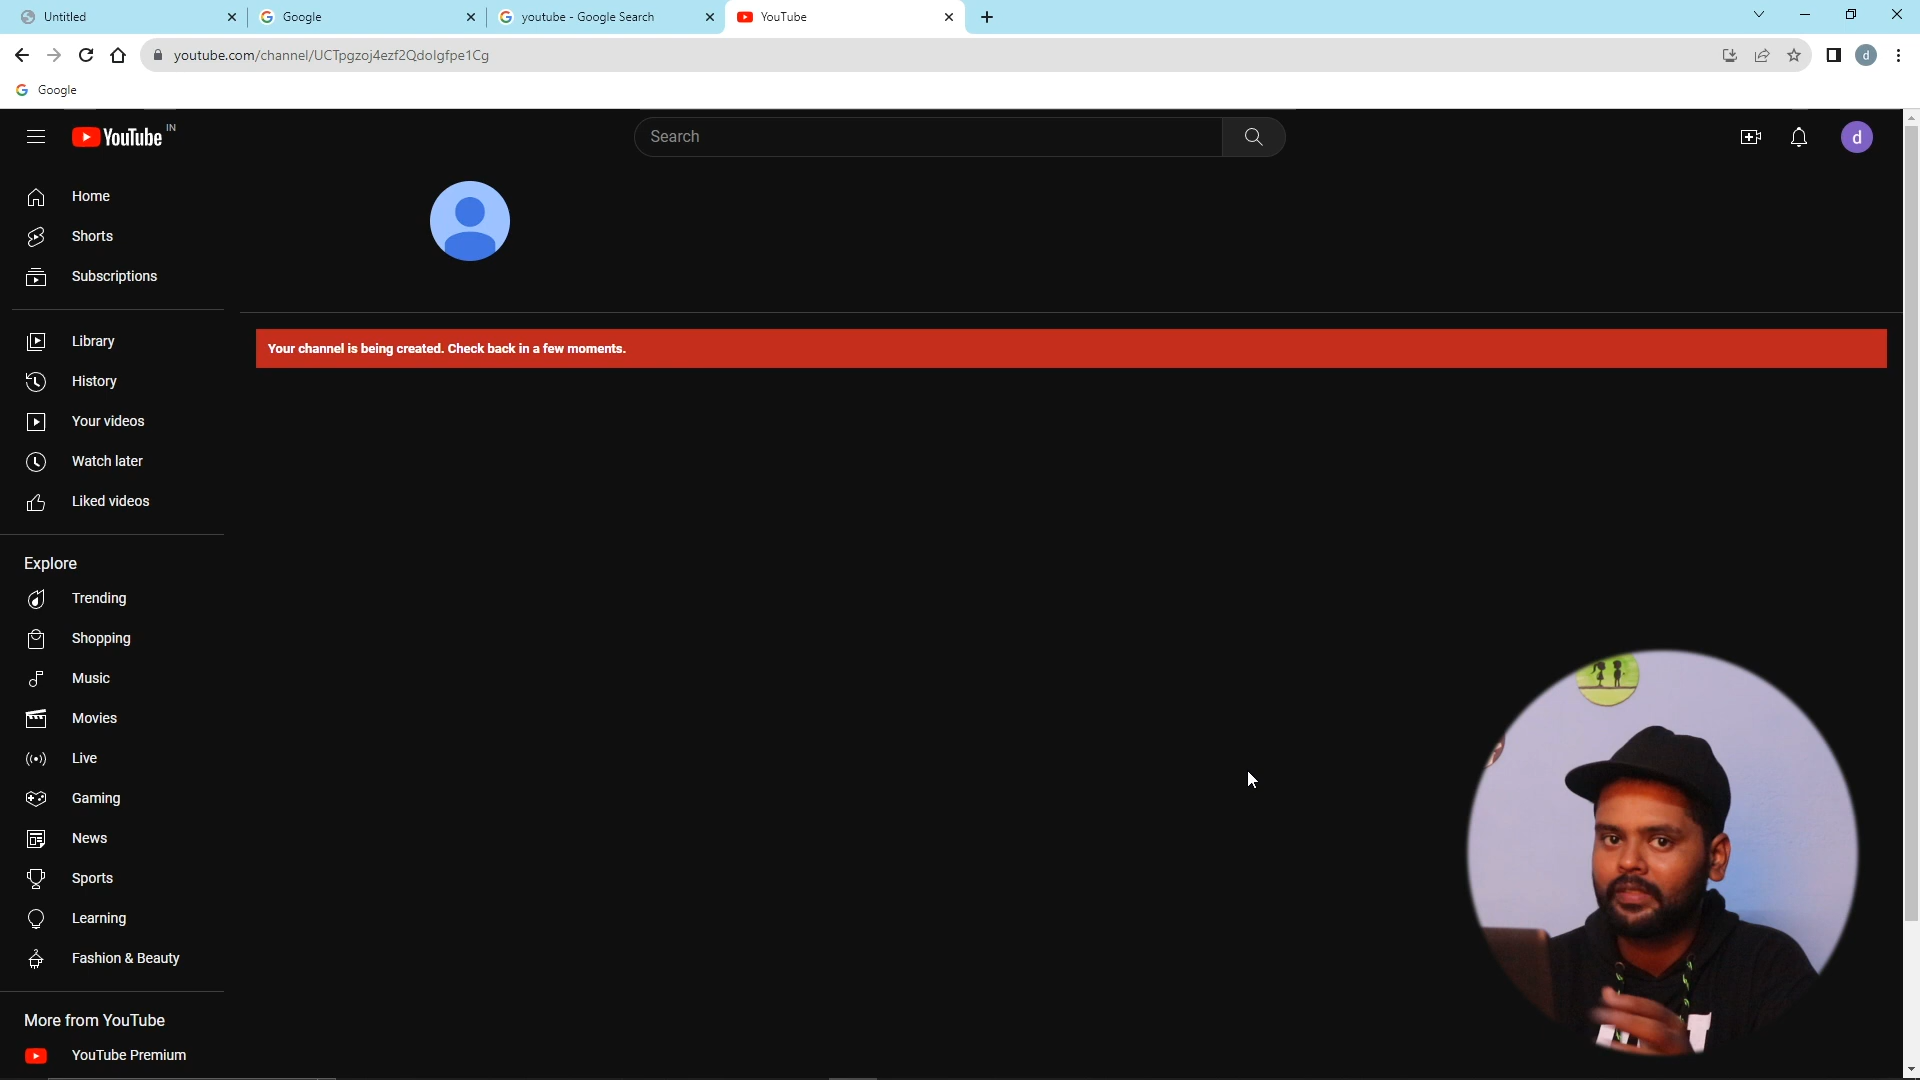 Untitled
Google
youtube - Google Search
YouTube
youtube.com/channel/UCTpgzoj4ezf2Qdolgfpe1Cg
d
Google
YouTube IN
Search
d
Home
Shorts
Subscriptions
Your channel is being created. Check back in a few moments.
Library
History
Your videos
Watch later
Liked videos
Explore
Trending
Shopping
Music
Movies
Live
Gaming
News
Sports
Learning
Fashion & Beauty
More from YouTube
YouTube Premium